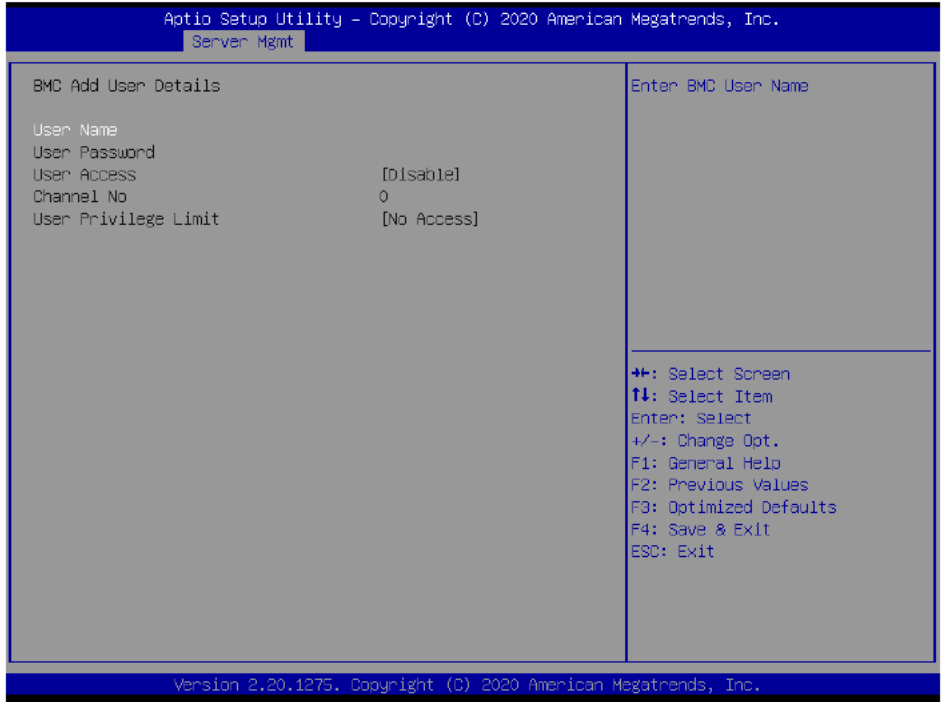 Aptio Setup Utility – Copyright (C) 2020 American Megatrends, Inc.
Server Mgmt
BMC Add User Details
User Name
User Password
User Access [Disable]
Channel No 0
User Privilege Limit [No Access]
Enter BMC User Name
→←: Select Screen
↑↓: Select Item
Enter: Select
+/-: Change Opt.
F1: General Help
F2: Previous Values
F3: Optimized Defaults
F4: Save & Exit
ESC: Exit
Version 2.20.1275. Copyright (C) 2020 American Megatrends, Inc.